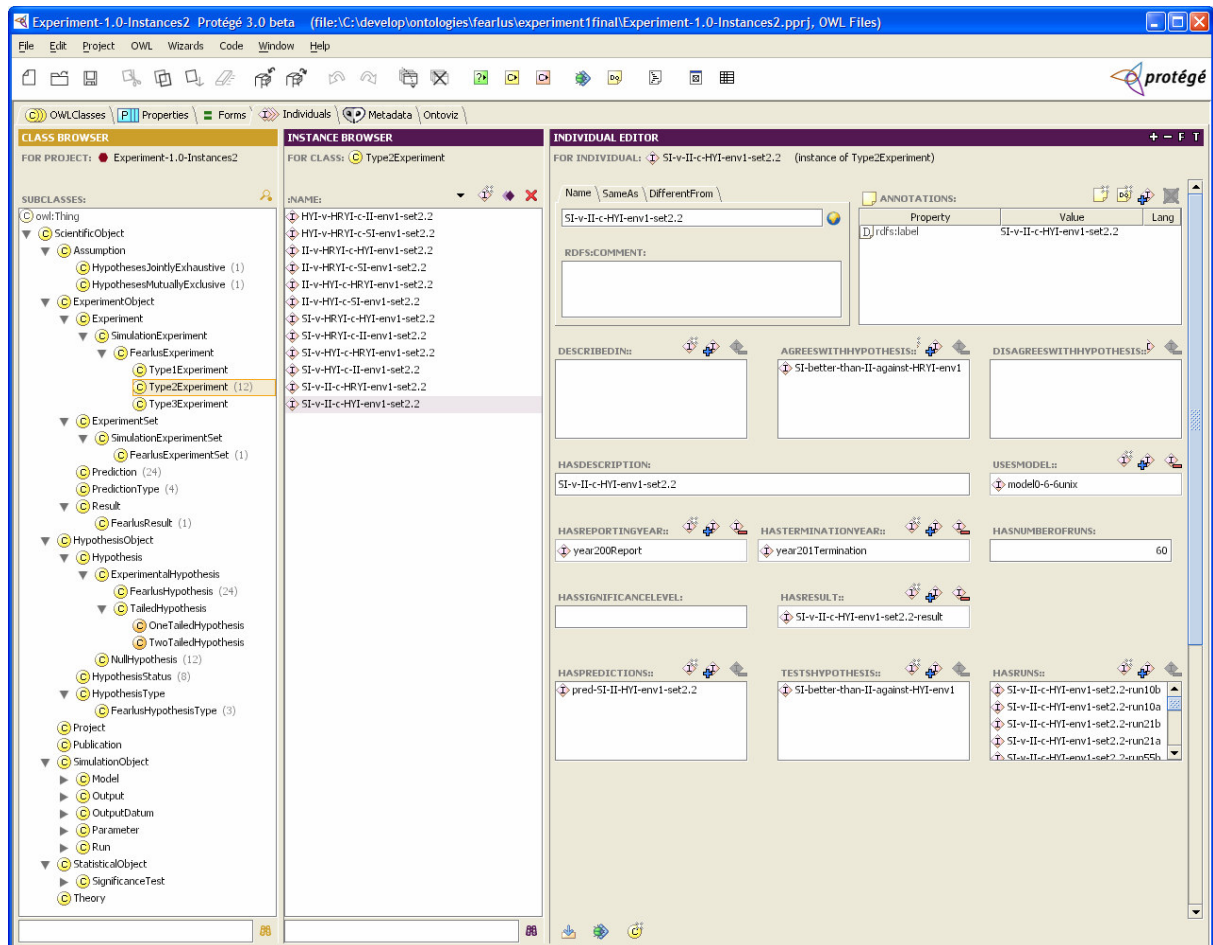 Experiment-1.0-Instances2 Protégé 3.0 beta (file:\C:\develop\ontologies\fearlus\experiment1final\Experiment-1.0-Instances2.pprj, OWL Files)
File Edit Project OWL Wizards Code Window Help
protégé
OWLClasses Properties Forms Individuals Metadata Ontoviz
CLASS BROWSER
FOR PROJECT: Experiment-1.0-Instances2
SUBCLASSES:
owl:Thing
ScientificObject
Assumption
HypothesesJointlyExhaustive (1)
HypothesesMutuallyExclusive (1)
ExperimentObject
Experiment
SimulationExperiment
FearlusExperiment
Type1Experiment
Type2Experiment (12)
Type3Experiment
ExperimentSet
SimulationExperimentSet
FearlusExperimentSet (1)
Prediction (24)
PredictionType (4)
Result
FearlusResult (1)
HypothesisObject
Hypothesis
ExperimentalHypothesis
FearlusHypothesis (24)
TailedHypothesis
OneTailedHypothesis
TwoTailedHypothesis
NullHypothesis (12)
HypothesisStatus (8)
HypothesisType
FearlusHypothesisType (3)
Project
Publication
SimulationObject
Model
Output
OutputDatum
Parameter
Run
StatisticalObject
SignificanceTest
Theory
INSTANCE BROWSER
FOR CLASS: Type2Experiment
:NAME:
HYI-v-HRYI-c-II-env1-set2.2
HYI-v-HRYI-c-SI-env1-set2.2
II-v-HRYI-c-HYI-env1-set2.2
II-v-HRYI-c-SI-env1-set2.2
II-v-HYI-c-HRYI-env1-set2.2
II-v-HYI-c-SI-env1-set2.2
SI-v-HRYI-c-HYI-env1-set2.2
SI-v-HRYI-c-II-env1-set2.2
SI-v-HYI-c-HRYI-env1-set2.2
SI-v-HYI-c-II-env1-set2.2
SI-v-II-c-HRYI-env1-set2.2
SI-v-II-c-HYI-env1-set2.2
INDIVIDUAL EDITOR + − F T
FOR INDIVIDUAL: SI-v-II-c-HYI-env1-set2.2 (instance of Type2Experiment)
Name SameAs DifferentFrom
SI-v-II-c-HYI-env1-set2.2
RDFS:COMMENT:
ANNOTATIONS:
Property Value Lang
rdfs:label SI-v-II-c-HYI-env1-set2.2
DESCRIBEDIN:: AGREESWITHHYPOTHESIS:: DISAGREESWITHHYPOTHESIS::
SI-better-than-II-against-HRYI-env1
HASDESCRIPTION: USESMODEL::
SI-v-II-c-HYI-env1-set2.2 model0-6-6unix
HASREPORTINGYEAR:: HASTERMINATIONYEAR:: HASNUMBEROFRUNS:
year200Report year201Termination 60
HASSIGNIFICANCELEVEL: HASRESULT::
SI-v-II-c-HYI-env1-set2.2-result
HASPREDICTIONS:: TESTSHYPOTHESIS:: HASRUNS::
pred-SI-II-HYI-env1-set2.2 SI-better-than-II-against-HYI-env1 SI-v-II-c-HYI-env1-set2.2-run10b
SI-v-II-c-HYI-env1-set2.2-run10a
SI-v-II-c-HYI-env1-set2.2-run21b
SI-v-II-c-HYI-env1-set2.2-run21a
SI-v-II-c-HYI-env1-set2.2-run55b